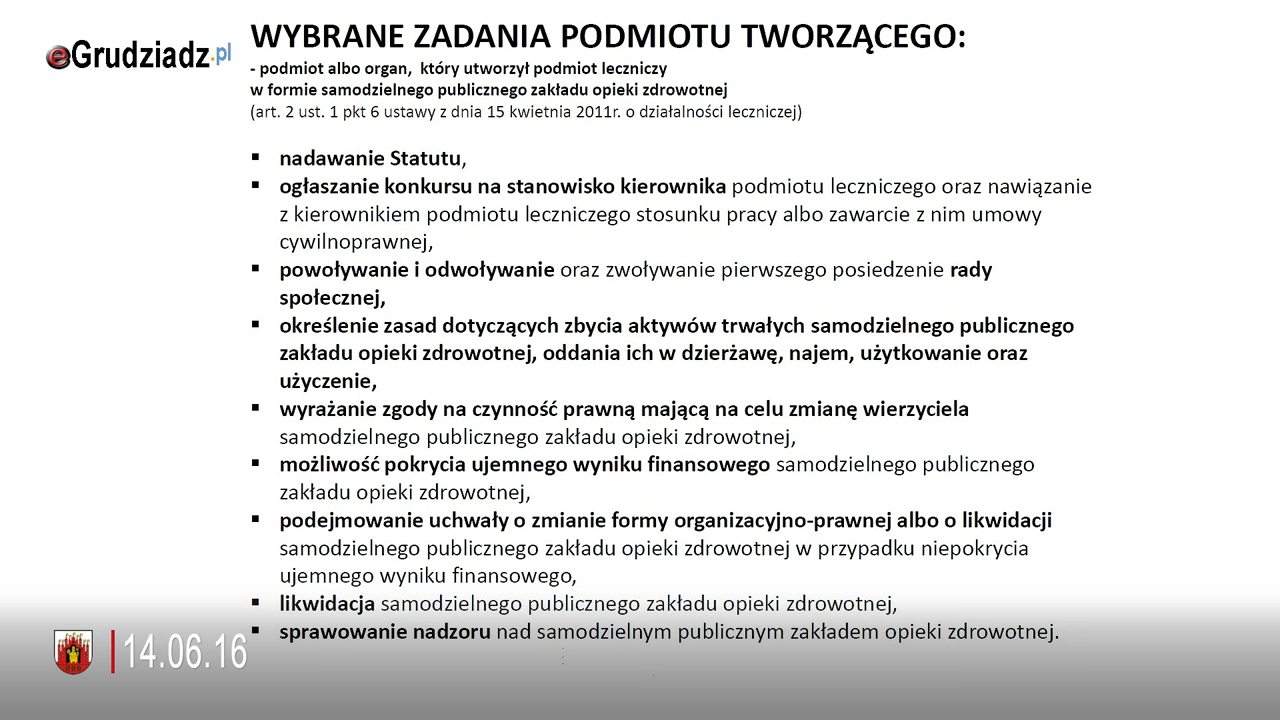 eGrudziadz.pl
WYBRANE ZADANIA PODMIOTU TWORZĄCEGO:
- podmiot albo organ, który utworzył podmiot leczniczy
w formie samodzielnego publicznego zakładu opieki zdrowotnej
(art. 2 ust. 1 pkt 6 ustawy z dnia 15 kwietnia 2011r. o działalności leczniczej)
▪ nadawanie Statutu,
▪ ogłaszanie konkursu na stanowisko kierownika podmiotu leczniczego oraz nawiązanie
z kierownikiem podmiotu leczniczego stosunku pracy albo zawarcie z nim umowy
cywilnoprawnej,
▪ powoływanie i odwoływanie oraz zwoływanie pierwszego posiedzenie rady
społecznej,
▪ określenie zasad dotyczących zbycia aktywów trwałych samodzielnego publicznego
zakładu opieki zdrowotnej, oddania ich w dzierżawę, najem, użytkowanie oraz
użyczenie,
▪ wyrażanie zgody na czynność prawną mającą na celu zmianę wierzyciela
samodzielnego publicznego zakładu opieki zdrowotnej,
▪ możliwość pokrycia ujemnego wyniku finansowego samodzielnego publicznego
zakładu opieki zdrowotnej,
▪ podejmowanie uchwały o zmianie formy organizacyjno-prawnej albo o likwidacji
samodzielnego publicznego zakładu opieki zdrowotnej w przypadku niepokrycia
ujemnego wyniku finansowego,
▪ likwidacja samodzielnego publicznego zakładu opieki zdrowotnej,
▪ sprawowanie nadzoru nad samodzielnym publicznym zakładem opieki zdrowotnej.
14.06.16